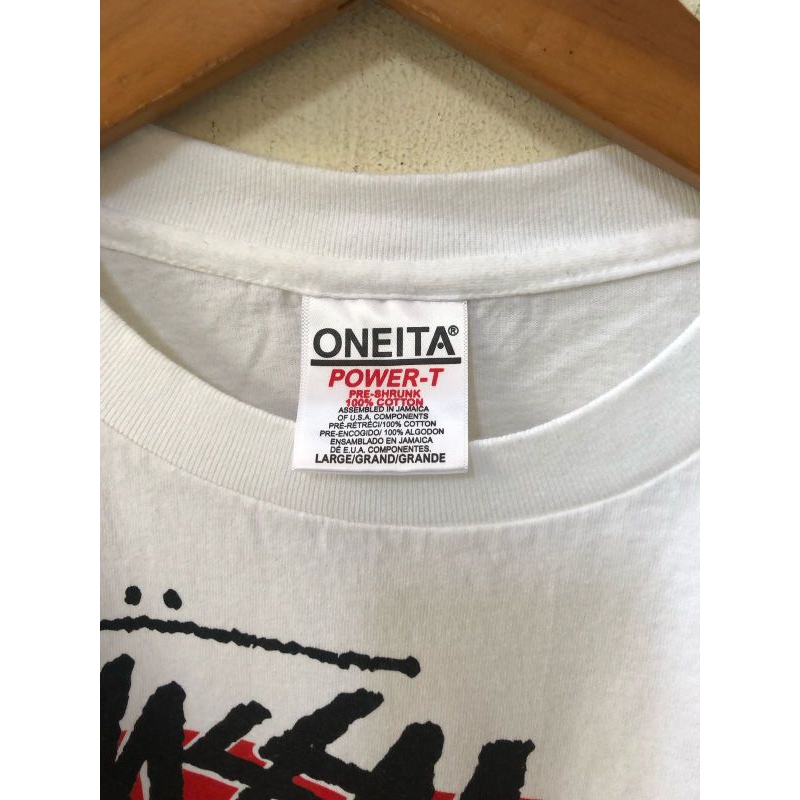 ONEITA®
POWER-T
PRE-SHRUNK
100% COTTON
ASSEMBLED IN JAMAICA
OF U.S.A. COMPONENTS
PRÉ-RÉTRÉCI/100% COTTON
PRE-ENCOGIDO/ 100% ALGODON
ENSAMBLADO EN JAMAICA
DÉ E.U.A. COMPONENTES.
LARGE/GRAND/GRANDE